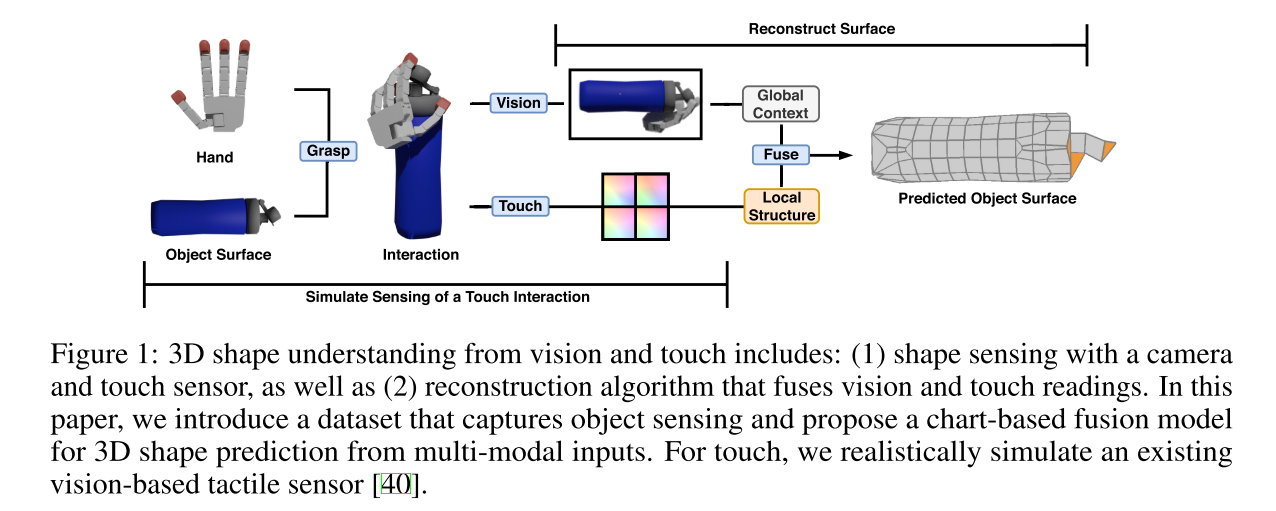 Reconstruct Surface
Hand
Grasp
Object Surface
Interaction
Vision
Touch
Global
Context
Fuse
Local
Structure
Predicted Object Surface
Simulate Sensing of a Touch Interaction
Figure 1: 3D shape understanding from vision and touch includes: (1) shape sensing with a camera
and touch sensor, as well as (2) reconstruction algorithm that fuses vision and touch readings. In this
paper, we introduce a dataset that captures object sensing and propose a chart-based fusion model
for 3D shape prediction from multi-modal inputs. For touch, we realistically simulate an existing
vision-based tactile sensor [40].